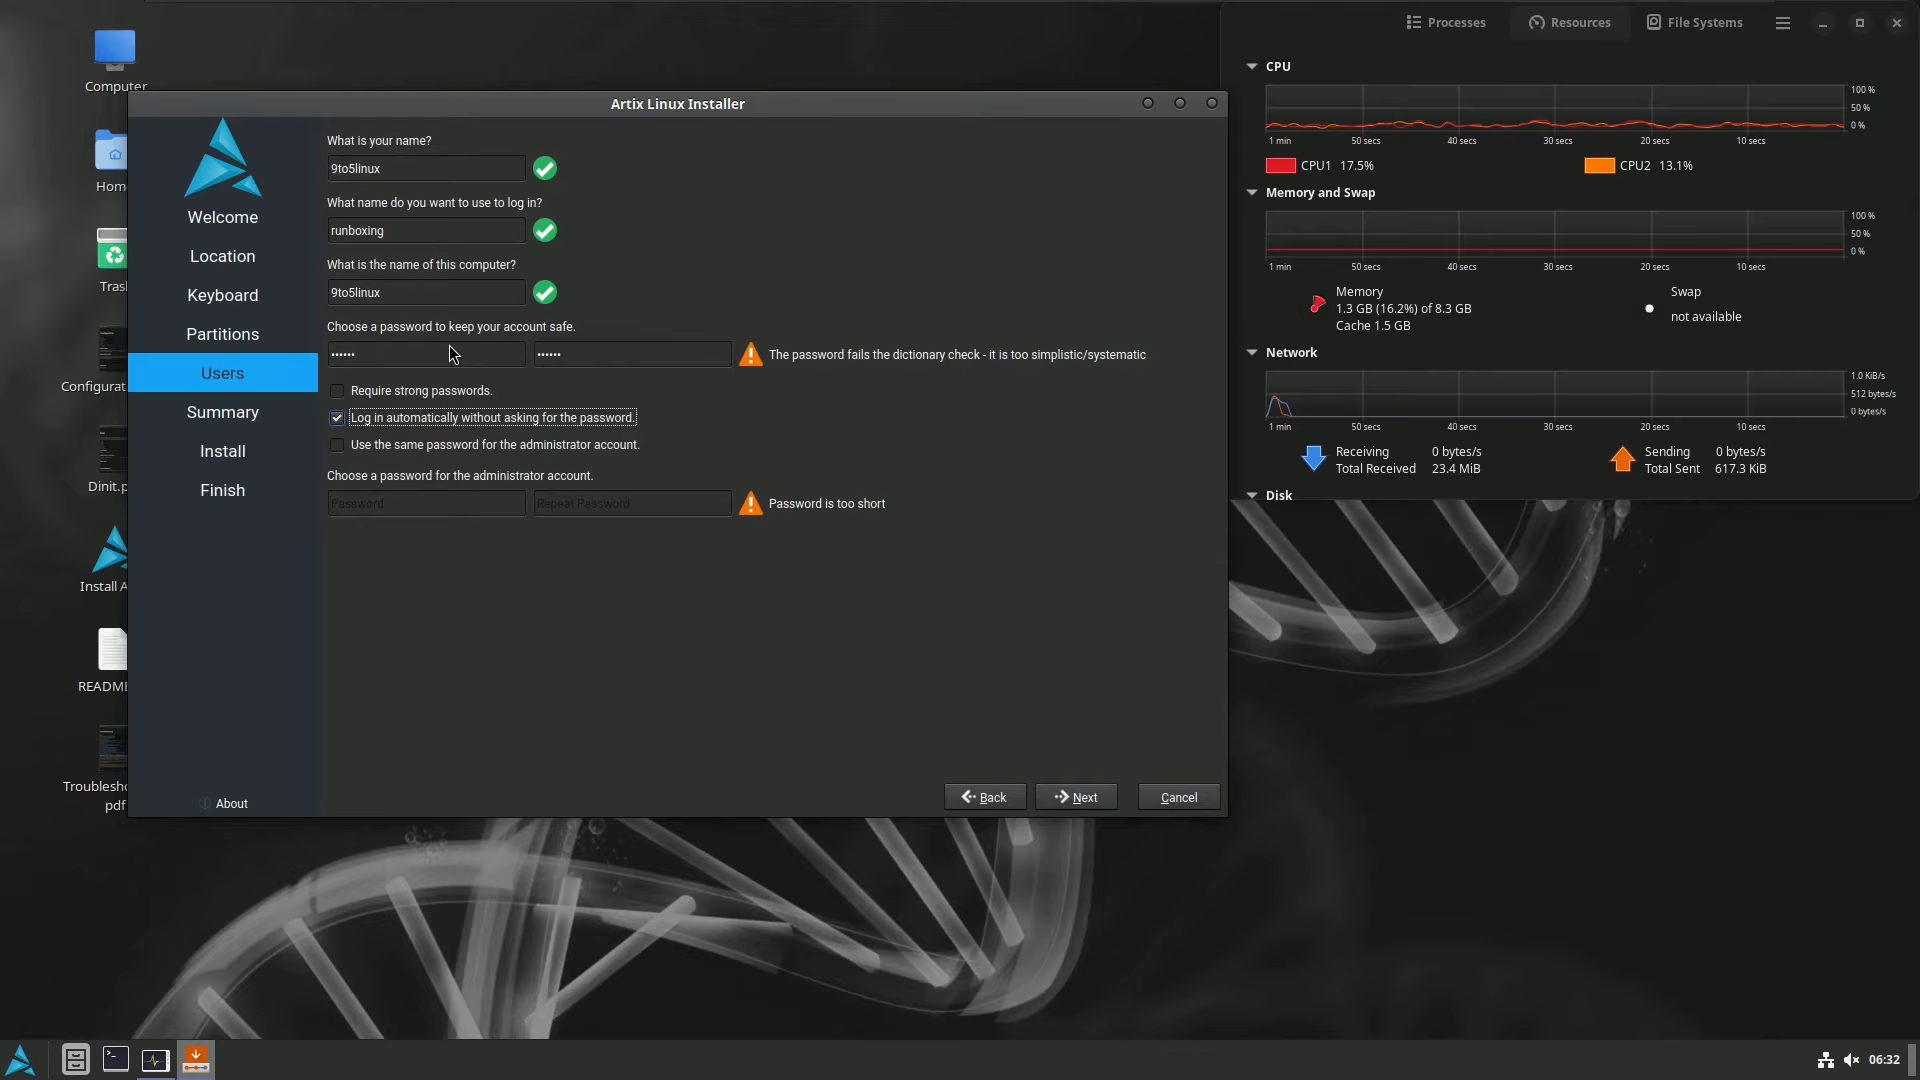 Computer
Home
Trash
Configurat
Dinit.p
Install A
README
Troublesho
pdf
Artix Linux Installer
Welcome
Location
Keyboard
Partitions
Users
Summary
Install
Finish
About
What is your name?
9to5linux
What name do you want to use to log in?
runboxing
What is the name of this computer?
9to5linux
Choose a password to keep your account safe.
•••••• ••••••
The password fails the dictionary check - it is too simplistic/systematic
Require strong passwords.
Log in automatically without asking for the password.
Use the same password for the administrator account.
Choose a password for the administrator account.
Password Repeat Password Password is too short
Back Next Cancel
Processes Resources File Systems
CPU
100 %
50 %
0 %
1 min 50 secs 40 secs 30 secs 20 secs 10 secs
CPU1 17.5% CPU2 13.1%
Memory and Swap
100 %
50 %
0 %
1 min 50 secs 40 secs 30 secs 20 secs 10 secs
Memory
1.3 GB (16.2%) of 8.3 GB
Cache 1.5 GB
Swap
not available
Network
1.0 KiB/s
512 bytes/s
0 bytes/s
1 min 50 secs 40 secs 30 secs 20 secs 10 secs
Receiving 0 bytes/s
Total Received 23.4 MiB
Sending 0 bytes/s
Total Sent 617.3 KiB
Disk
06:32